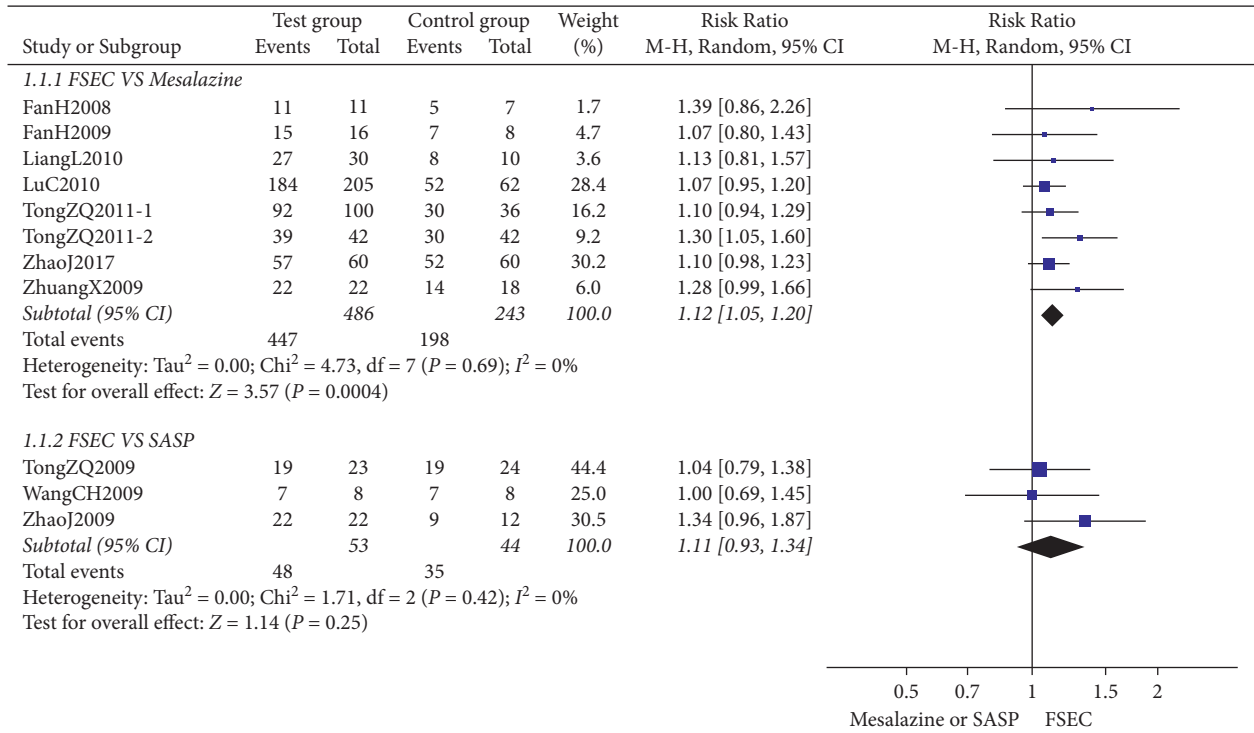 Test group Control group Weight Risk Ratio Risk Ratio
Study or Subgroup Events Total Events Total (%) M-H, Random, 95% CI M-H, Random, 95% CI
1.1.1 FSEC VS Mesalazine
FanH2008 11 11 5 7 1.7 1.39 [0.86, 2.26]
FanH2009 15 16 7 8 4.7 1.07 [0.80, 1.43]
LiangL2010 27 30 8 10 3.6 1.13 [0.81, 1.57]
LuC2010 184 205 52 62 28.4 1.07 [0.95, 1.20]
TongZQ2011-1 92 100 30 36 16.2 1.10 [0.94, 1.29]
TongZQ2011-2 39 42 30 42 9.2 1.30 [1.05, 1.60]
ZhaoJ2017 57 60 52 60 30.2 1.10 [0.98, 1.23]
ZhuangX2009 22 22 14 18 6.0 1.28 [0.99, 1.66]
Subtotal (95% CI) 486 243 100.0 1.12 [1.05, 1.20]
Total events 447 198
Heterogeneity: Tau² = 0.00; Chi² = 4.73, df = 7 (P = 0.69); I² = 0%
Test for overall effect: Z = 3.57 (P = 0.0004)
1.1.2 FSEC VS SASP
TongZQ2009 19 23 19 24 44.4 1.04 [0.79, 1.38]
WangCH2009 7 8 7 8 25.0 1.00 [0.69, 1.45]
ZhaoJ2009 22 22 9 12 30.5 1.34 [0.96, 1.87]
Subtotal (95% CI) 53 44 100.0 1.11 [0.93, 1.34]
Total events 48 35
Heterogeneity: Tau² = 0.00; Chi² = 1.71, df = 2 (P = 0.42); I² = 0%
Test for overall effect: Z = 1.14 (P = 0.25)
0.5 0.7 1 1.5 2
Mesalazine or SASP FSEC